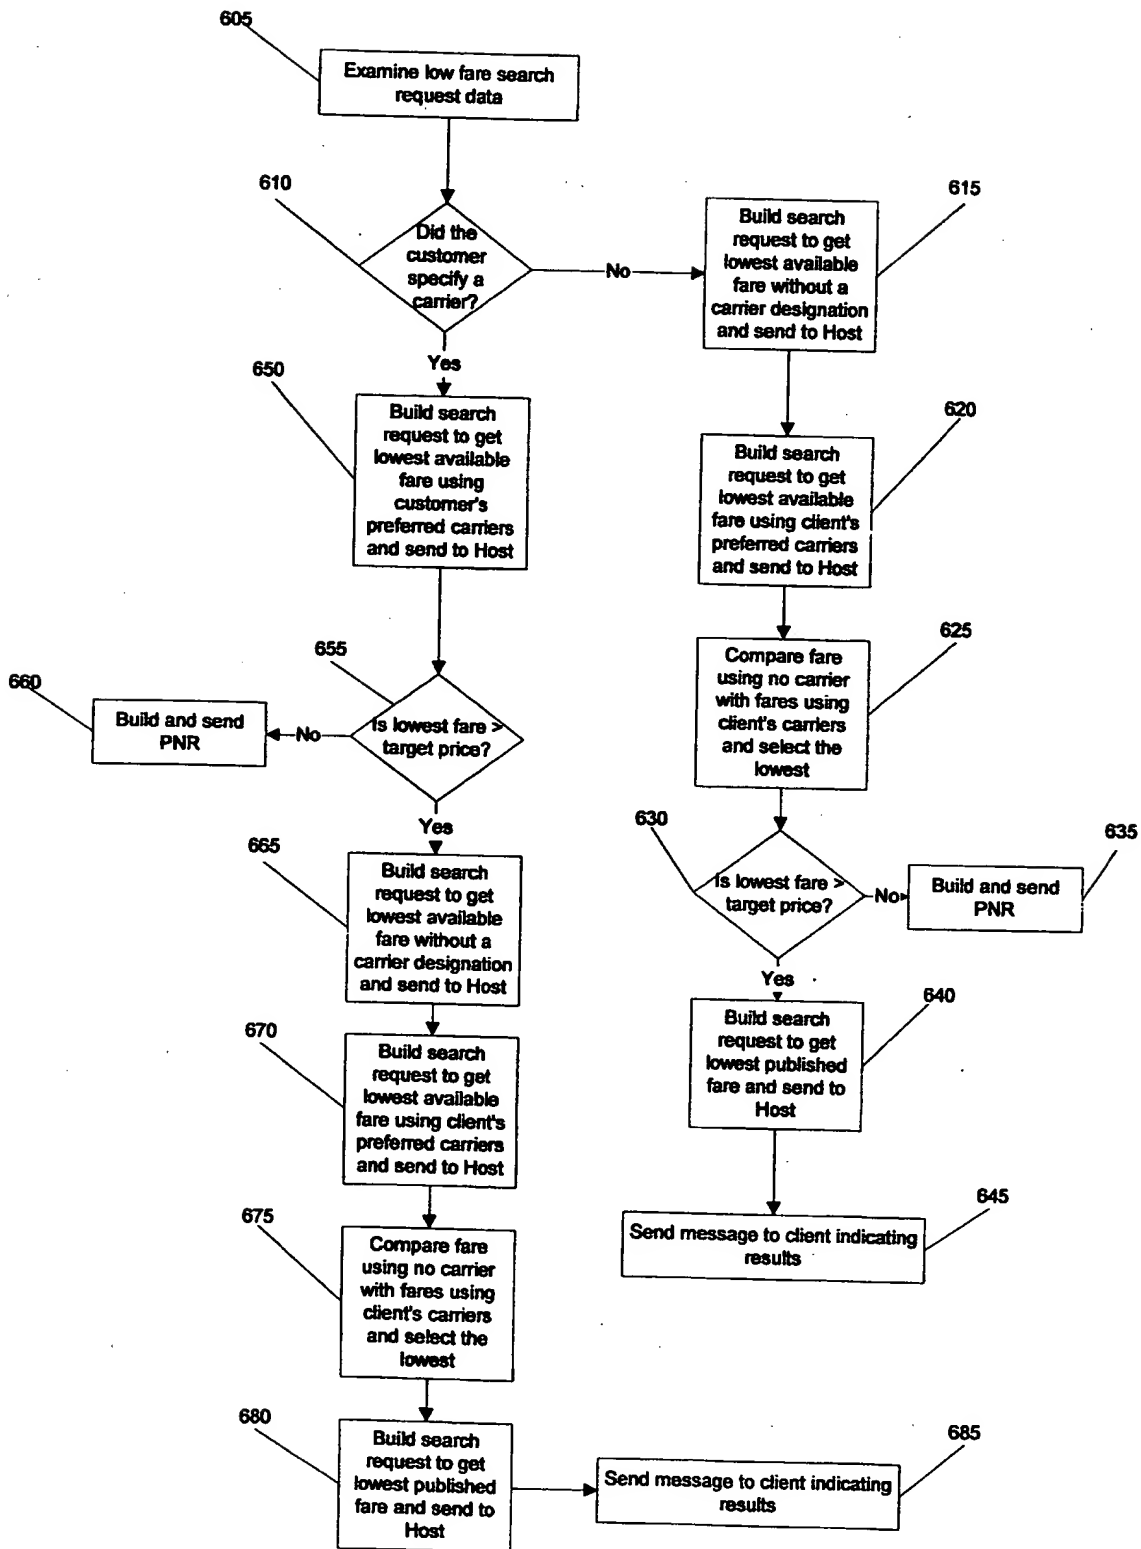 605
Examine low fare search
request data
610
Did the
customer
specify a
carrier?
No
615
Build search
request to get
lowest available
fare without a
carrier designation
and send to Host
Yes
650
Build search
request to get
lowest available
fare using
customer's
preferred carriers
and send to Host
620
Build search
request to get
lowest available
fare using client's
preferred carriers
and send to Host
625
Compare fare
using no carrier
with fares using
client's carriers
and select the
lowest
655
Is lowest fare >
target price?
No
660
Build and send
PNR
Yes
630
Is lowest fare >
target price?
No
635
Build and send
PNR
Yes
665
Build search
request to get
lowest available
fare without a
carrier designation
and send to Host
640
Build search
request to get
lowest published
fare and send to
Host
670
Build search
request to get
lowest available
fare using client's
preferred carriers
and send to Host
645
Send message to client indicating
results
675
Compare fare
using no carrier
with fares using
client's carriers
and select the
lowest
680
Build search
request to get
lowest published
fare and send to
Host
685
Send message to client indicating
results